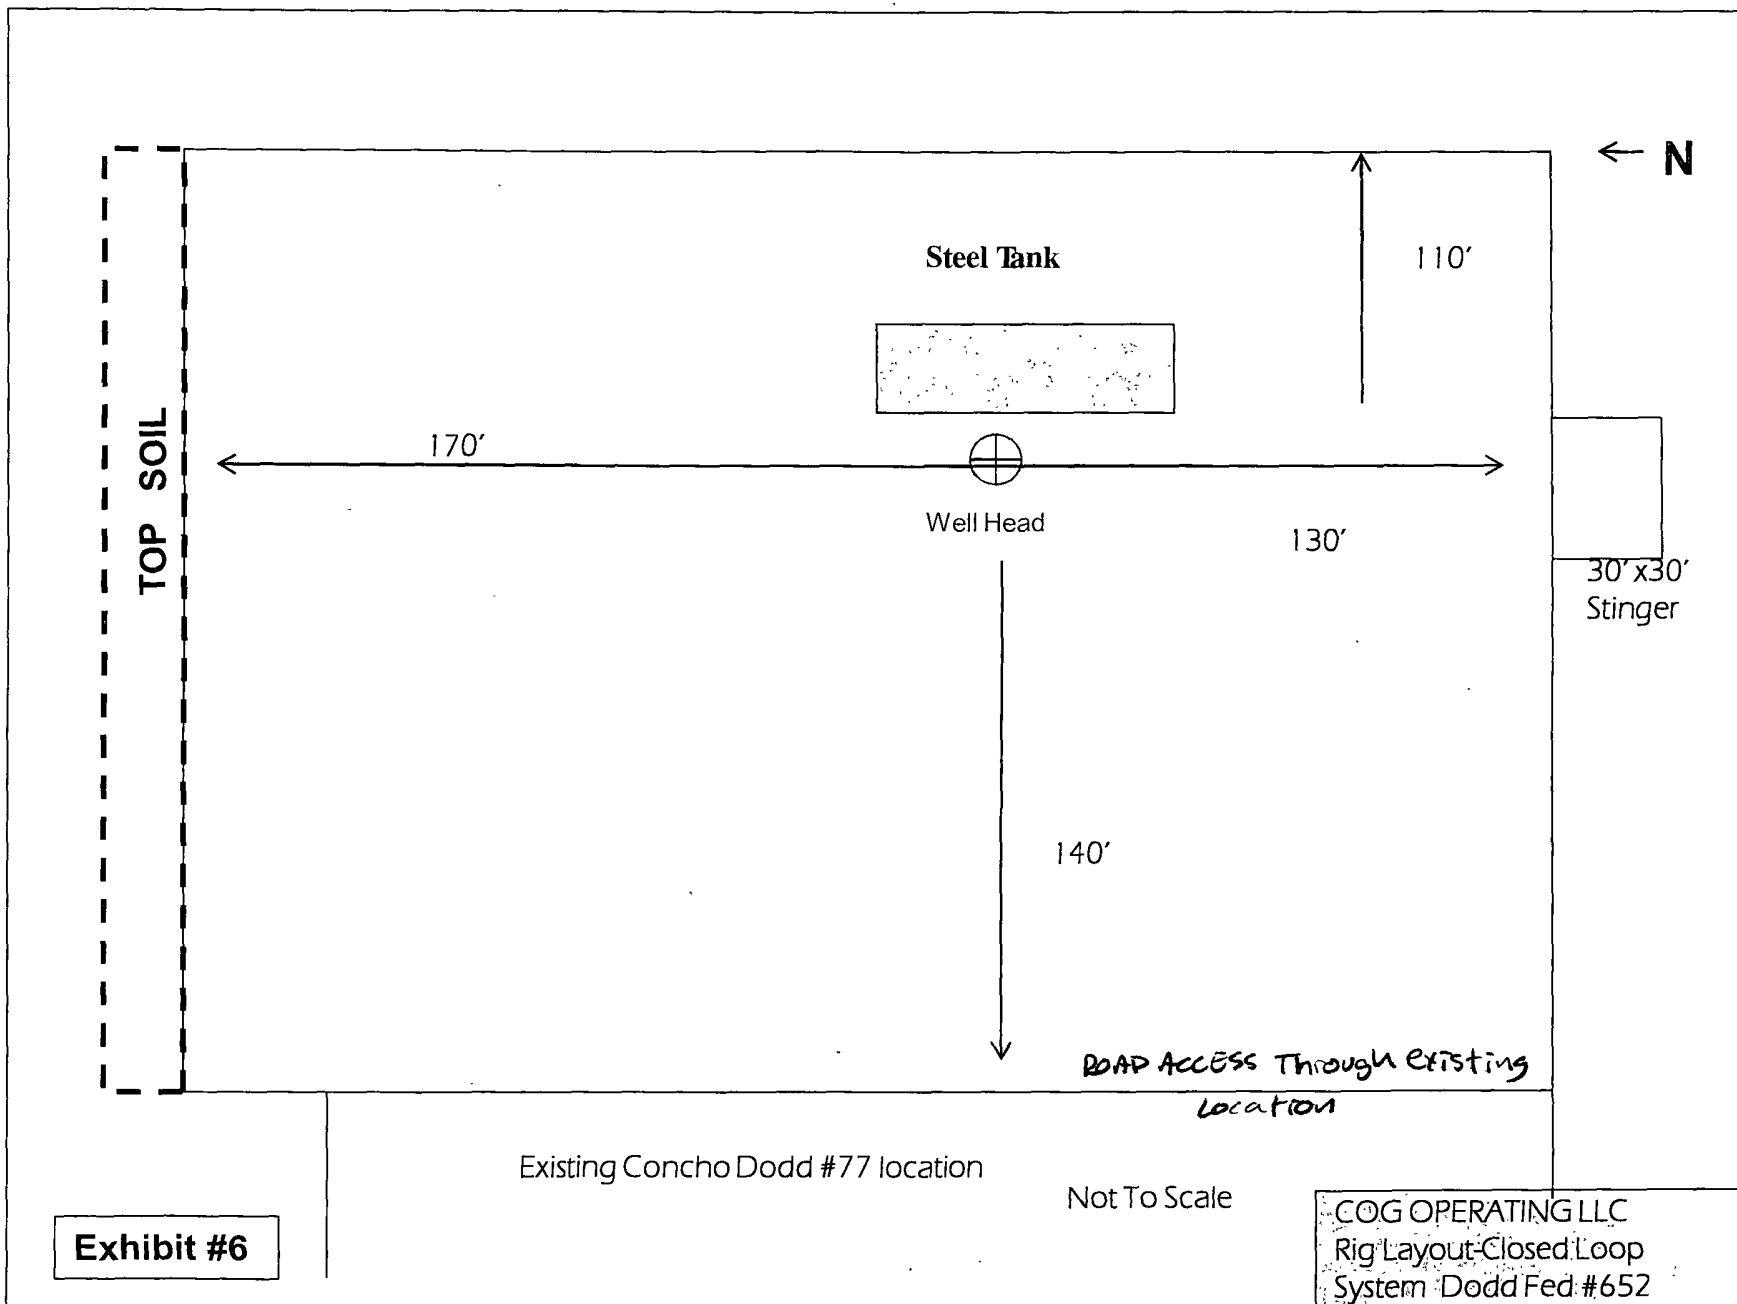 N
Steel Tank
110'
TOP SOIL
170'
Well Head
130'
30'x30'
Stinger
140'
ROAD ACCESS Through existing
Location
Existing Concho Dodd #77 location
Not To Scale
Exhibit #6
COG OPERATING LLC
Rig Layout-Closed Loop
System Dodd Fed #652